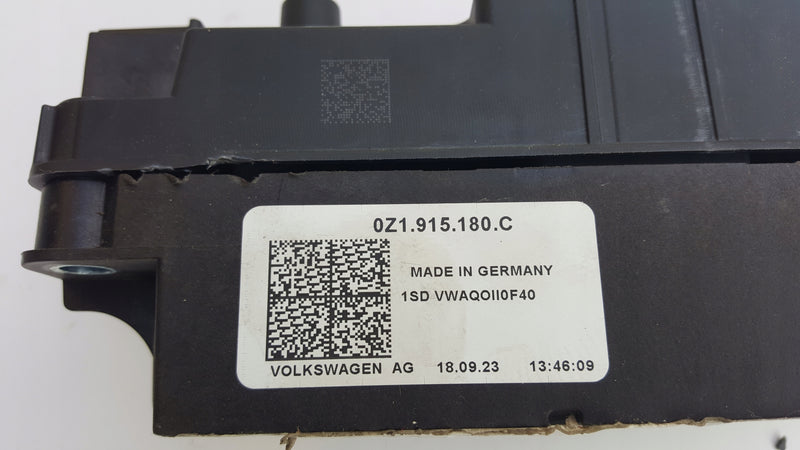 0Z1.915.180.C
MADE IN GERMANY
1SD VWAQOII0F40
VOLKSWAGEN AG 18.09.23 13:46:09